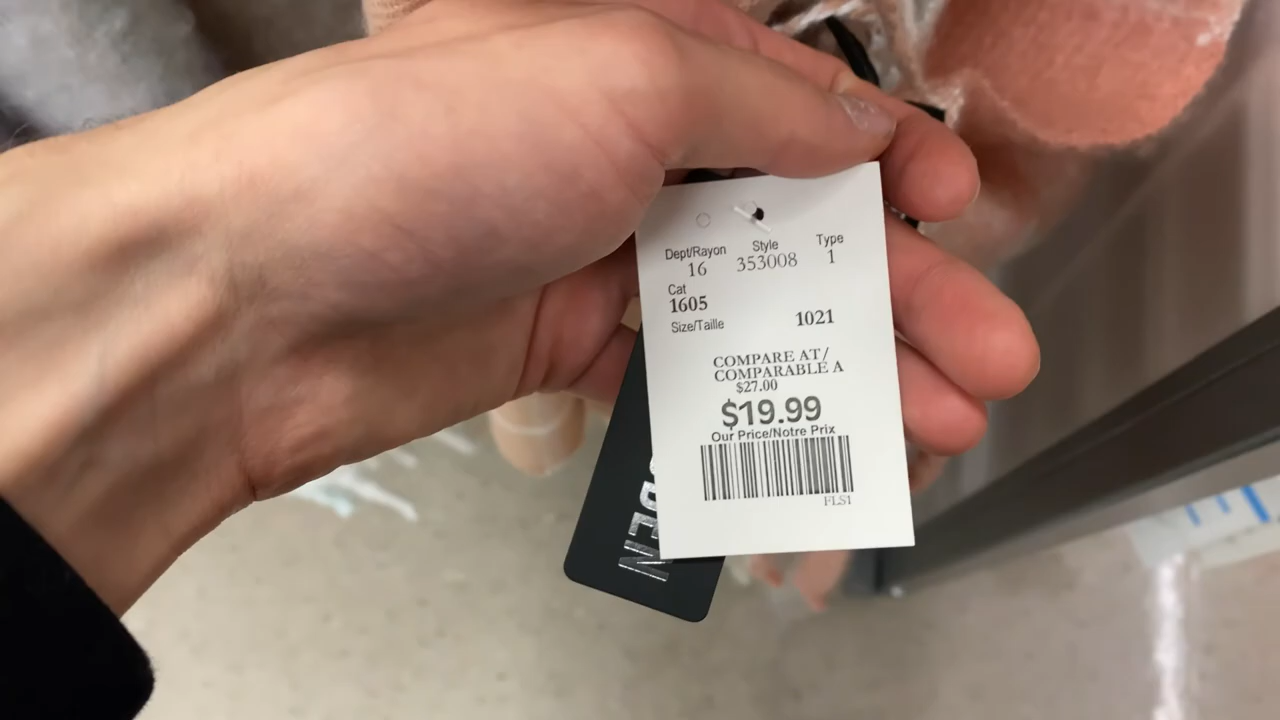 Dept/Rayon Style Type
16 353008 1
Cat
1605
Size/Taille 1021
COMPARE AT/
COMPARABLE A
$27.00
$19.99
Our Price/Notre Prix
FLS1